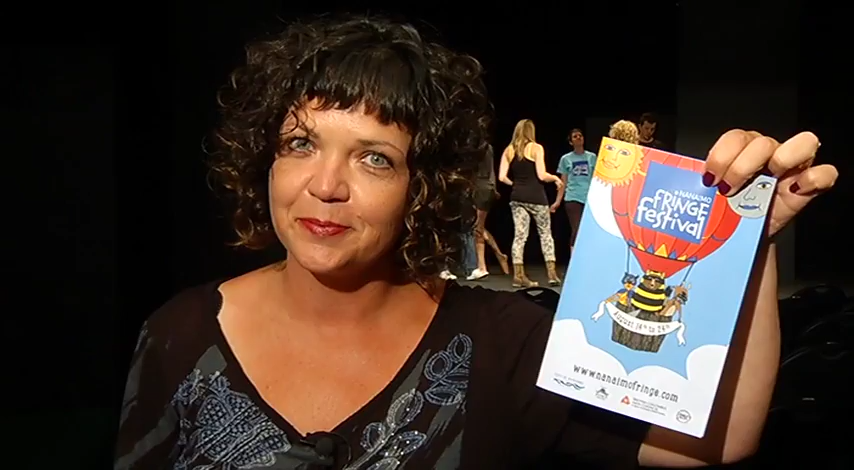 NANAIMO
fRiNGE
festival
August 14th to 24th
www.nanaimofringe.com